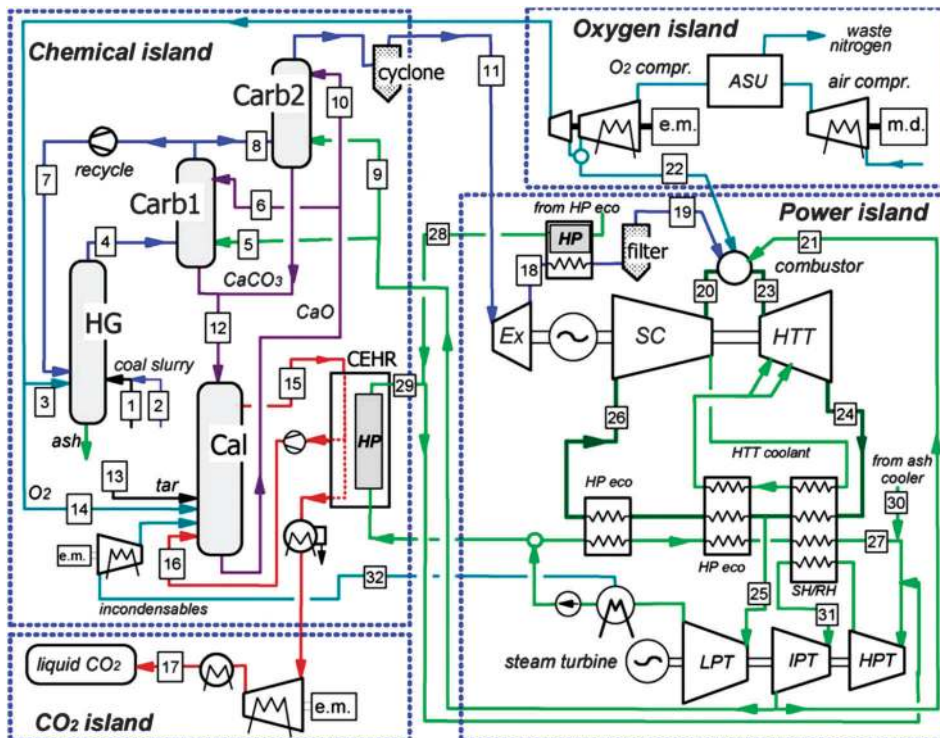 Chemical island
Oxygen island
waste
nitrogen
O₂ compr.
ASU
air compr.
e.m.
m.d.
cyclone
11
10
Carb2
8
9
recycle
7
Carb1
6
5
4
22
Power island
from HP eco
28
HP
19
filter
18
21
combustor
20
23
CaCO₃
CaO
HG
12
Ex
SC
HTT
coal slurry
3
1
2
ash
15
CEHR
29
HP
26
24
Cal
HTT coolant
from ash
cooler
30
13
O₂
tar
14
HP eco
27
e.m.
16
HP eco
SH/RH
incondensables
32
25
31
steam turbine
LPT
IPT
HPT
liquid CO₂
17
e.m.
CO₂ island